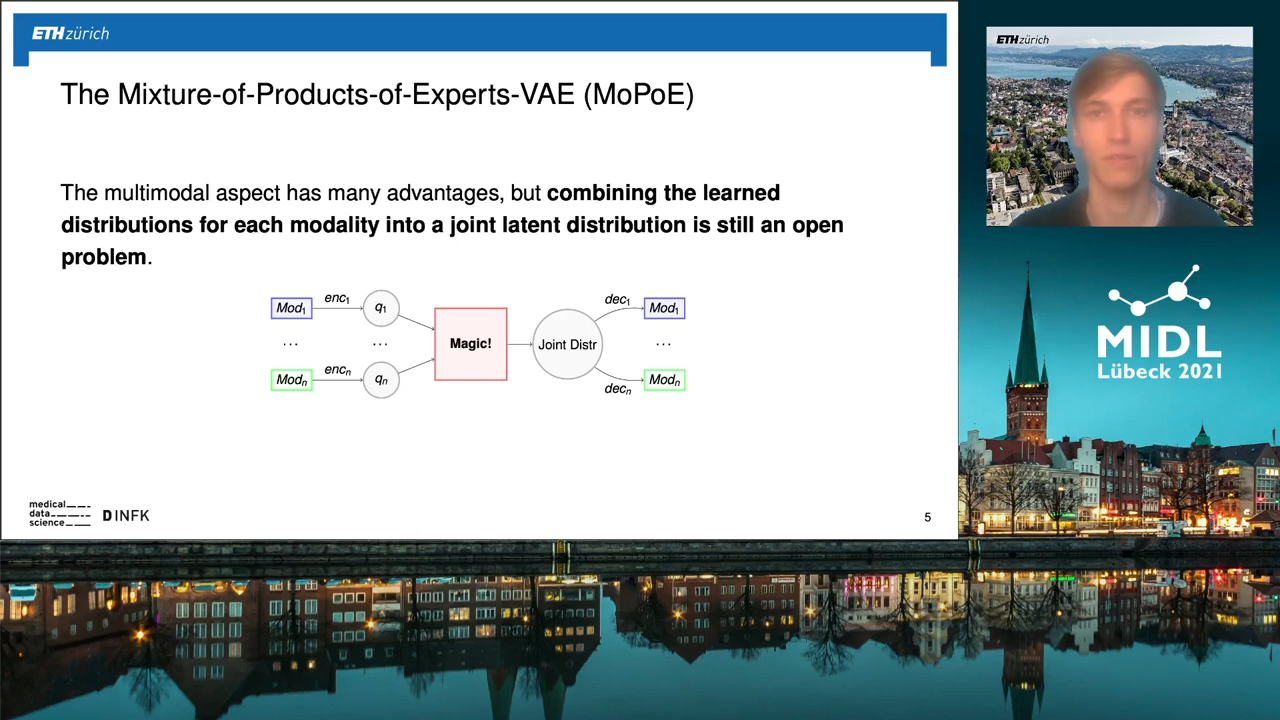 ETH zürich
The Mixture-of-Products-of-Experts-VAE (MoPoE)
The multimodal aspect has many advantages, but combining the learned
distributions for each modality into a joint latent distribution is still an open
problem.
Mod1 enc1 q1 dec1 Mod1
... ... Magic! Joint Distr ...
Modn encn qn decn Modn
medical
data
science
D INFK
5
ETH zürich
MIDL
Lübeck 2021